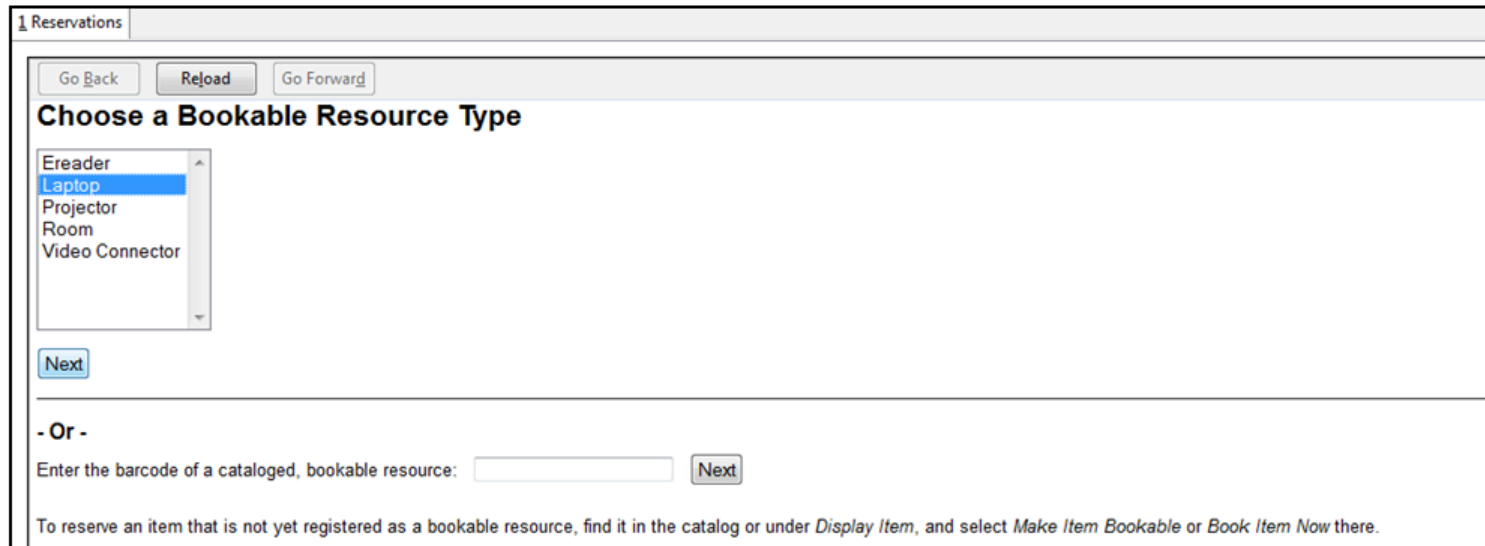 1 Reservations
Go Back Reload Go Forward
Choose a Bookable Resource Type
Ereader
Laptop
Projector
Room
Video Connector
Next
- Or -
Enter the barcode of a cataloged, bookable resource: Next
To reserve an item that is not yet registered as a bookable resource, find it in the catalog or under Display Item, and select Make Item Bookable or Book Item Now there.